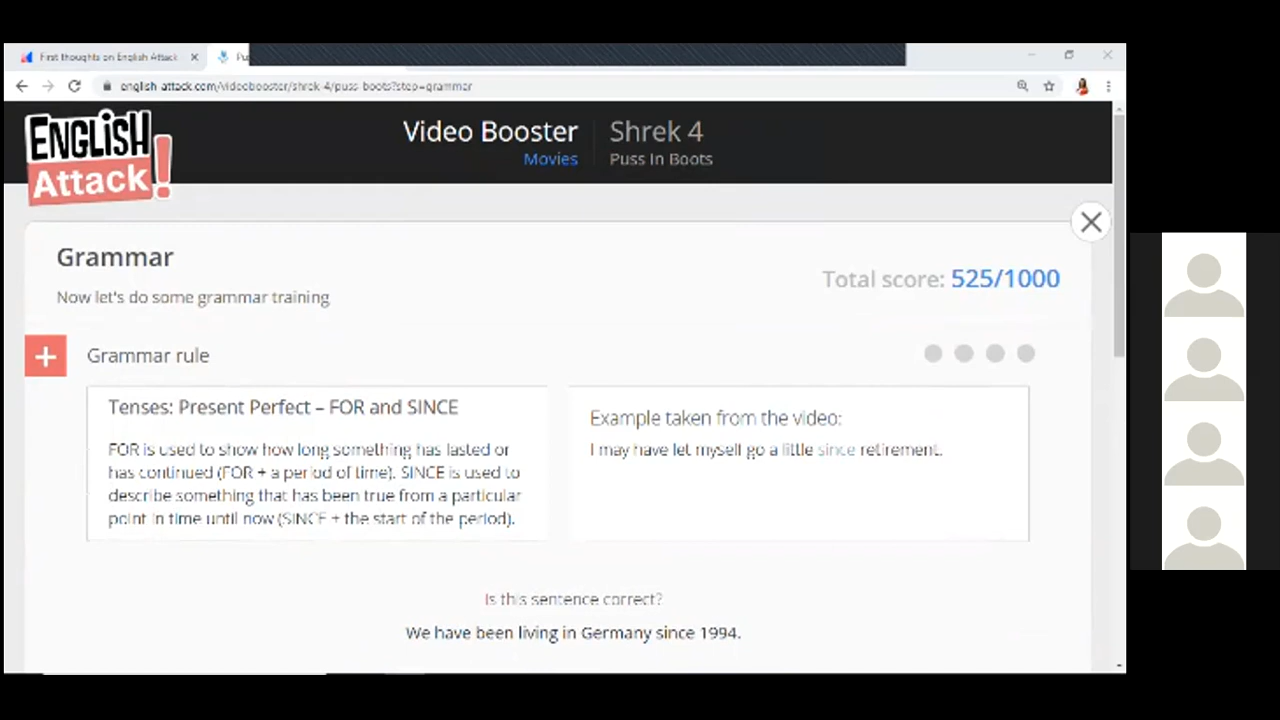 First thoughts on English Attack
Pu
english-attack.com/videobooster/shrek-4/puss-boots?step=grammar
ENGLISH
Attack!
Video Booster
Movies
Shrek 4
Puss In Boots
Grammar
Now let's do some grammar training
Total score: 525/1000
Grammar rule
Tenses: Present Perfect – FOR and SINCE
FOR is used to show how long something has lasted or
has continued (FOR + a period of time). SINCE is used to
describe something that has been true from a particular
point in time until now (SINCE + the start of the period).
Example taken from the video:
I may have let myself go a little since retirement.
Is this sentence correct?
We have been living in Germany since 1994.